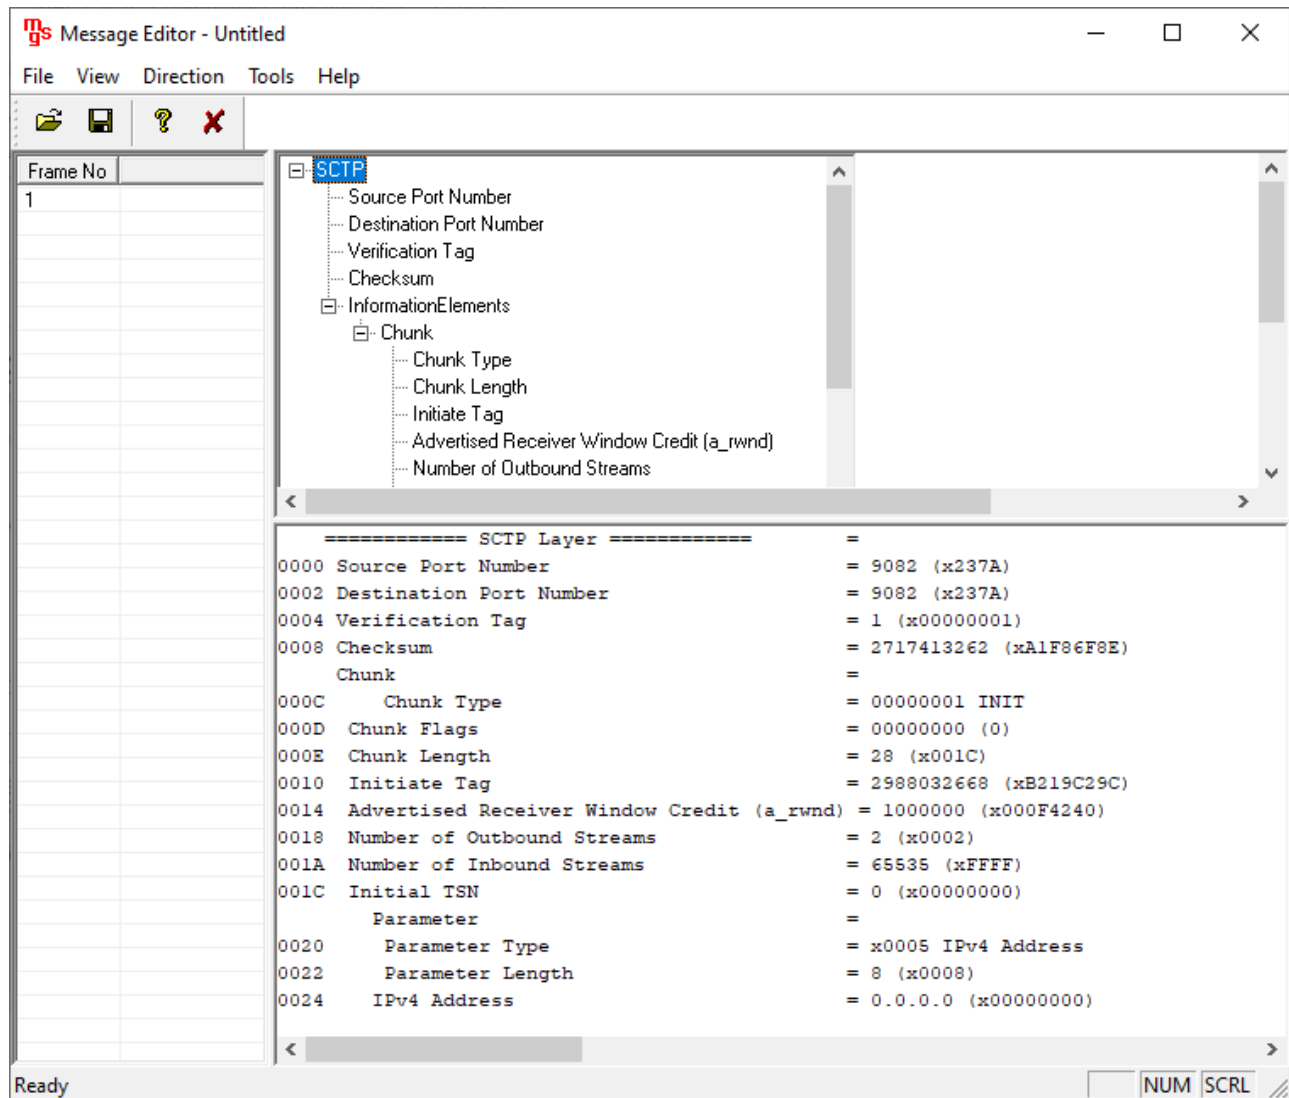 mgs Message Editor - Untitled
File View Direction Tools Help
Frame No
1
SCTP
Source Port Number
Destination Port Number
Verification Tag
Checksum
InformationElements
Chunk
Chunk Type
Chunk Length
Initiate Tag
Advertised Receiver Window Credit (a_rwnd)
Number of Outbound Streams
============ SCTP Layer ============ =
0000 Source Port Number = 9082 (x237A)
0002 Destination Port Number = 9082 (x237A)
0004 Verification Tag = 1 (x00000001)
0008 Checksum = 2717413262 (xA1F86F8E)
Chunk =
000C Chunk Type = 00000001 INIT
000D Chunk Flags = 00000000 (0)
000E Chunk Length = 28 (x001C)
0010 Initiate Tag = 2988032668 (xB219C29C)
0014 Advertised Receiver Window Credit (a_rwnd) = 1000000 (x000F4240)
0018 Number of Outbound Streams = 2 (x0002)
001A Number of Inbound Streams = 65535 (xFFFF)
001C Initial TSN = 0 (x00000000)
Parameter =
0020 Parameter Type = x0005 IPv4 Address
0022 Parameter Length = 8 (x0008)
0024 IPv4 Address = 0.0.0.0 (x00000000)
Ready NUM SCRL